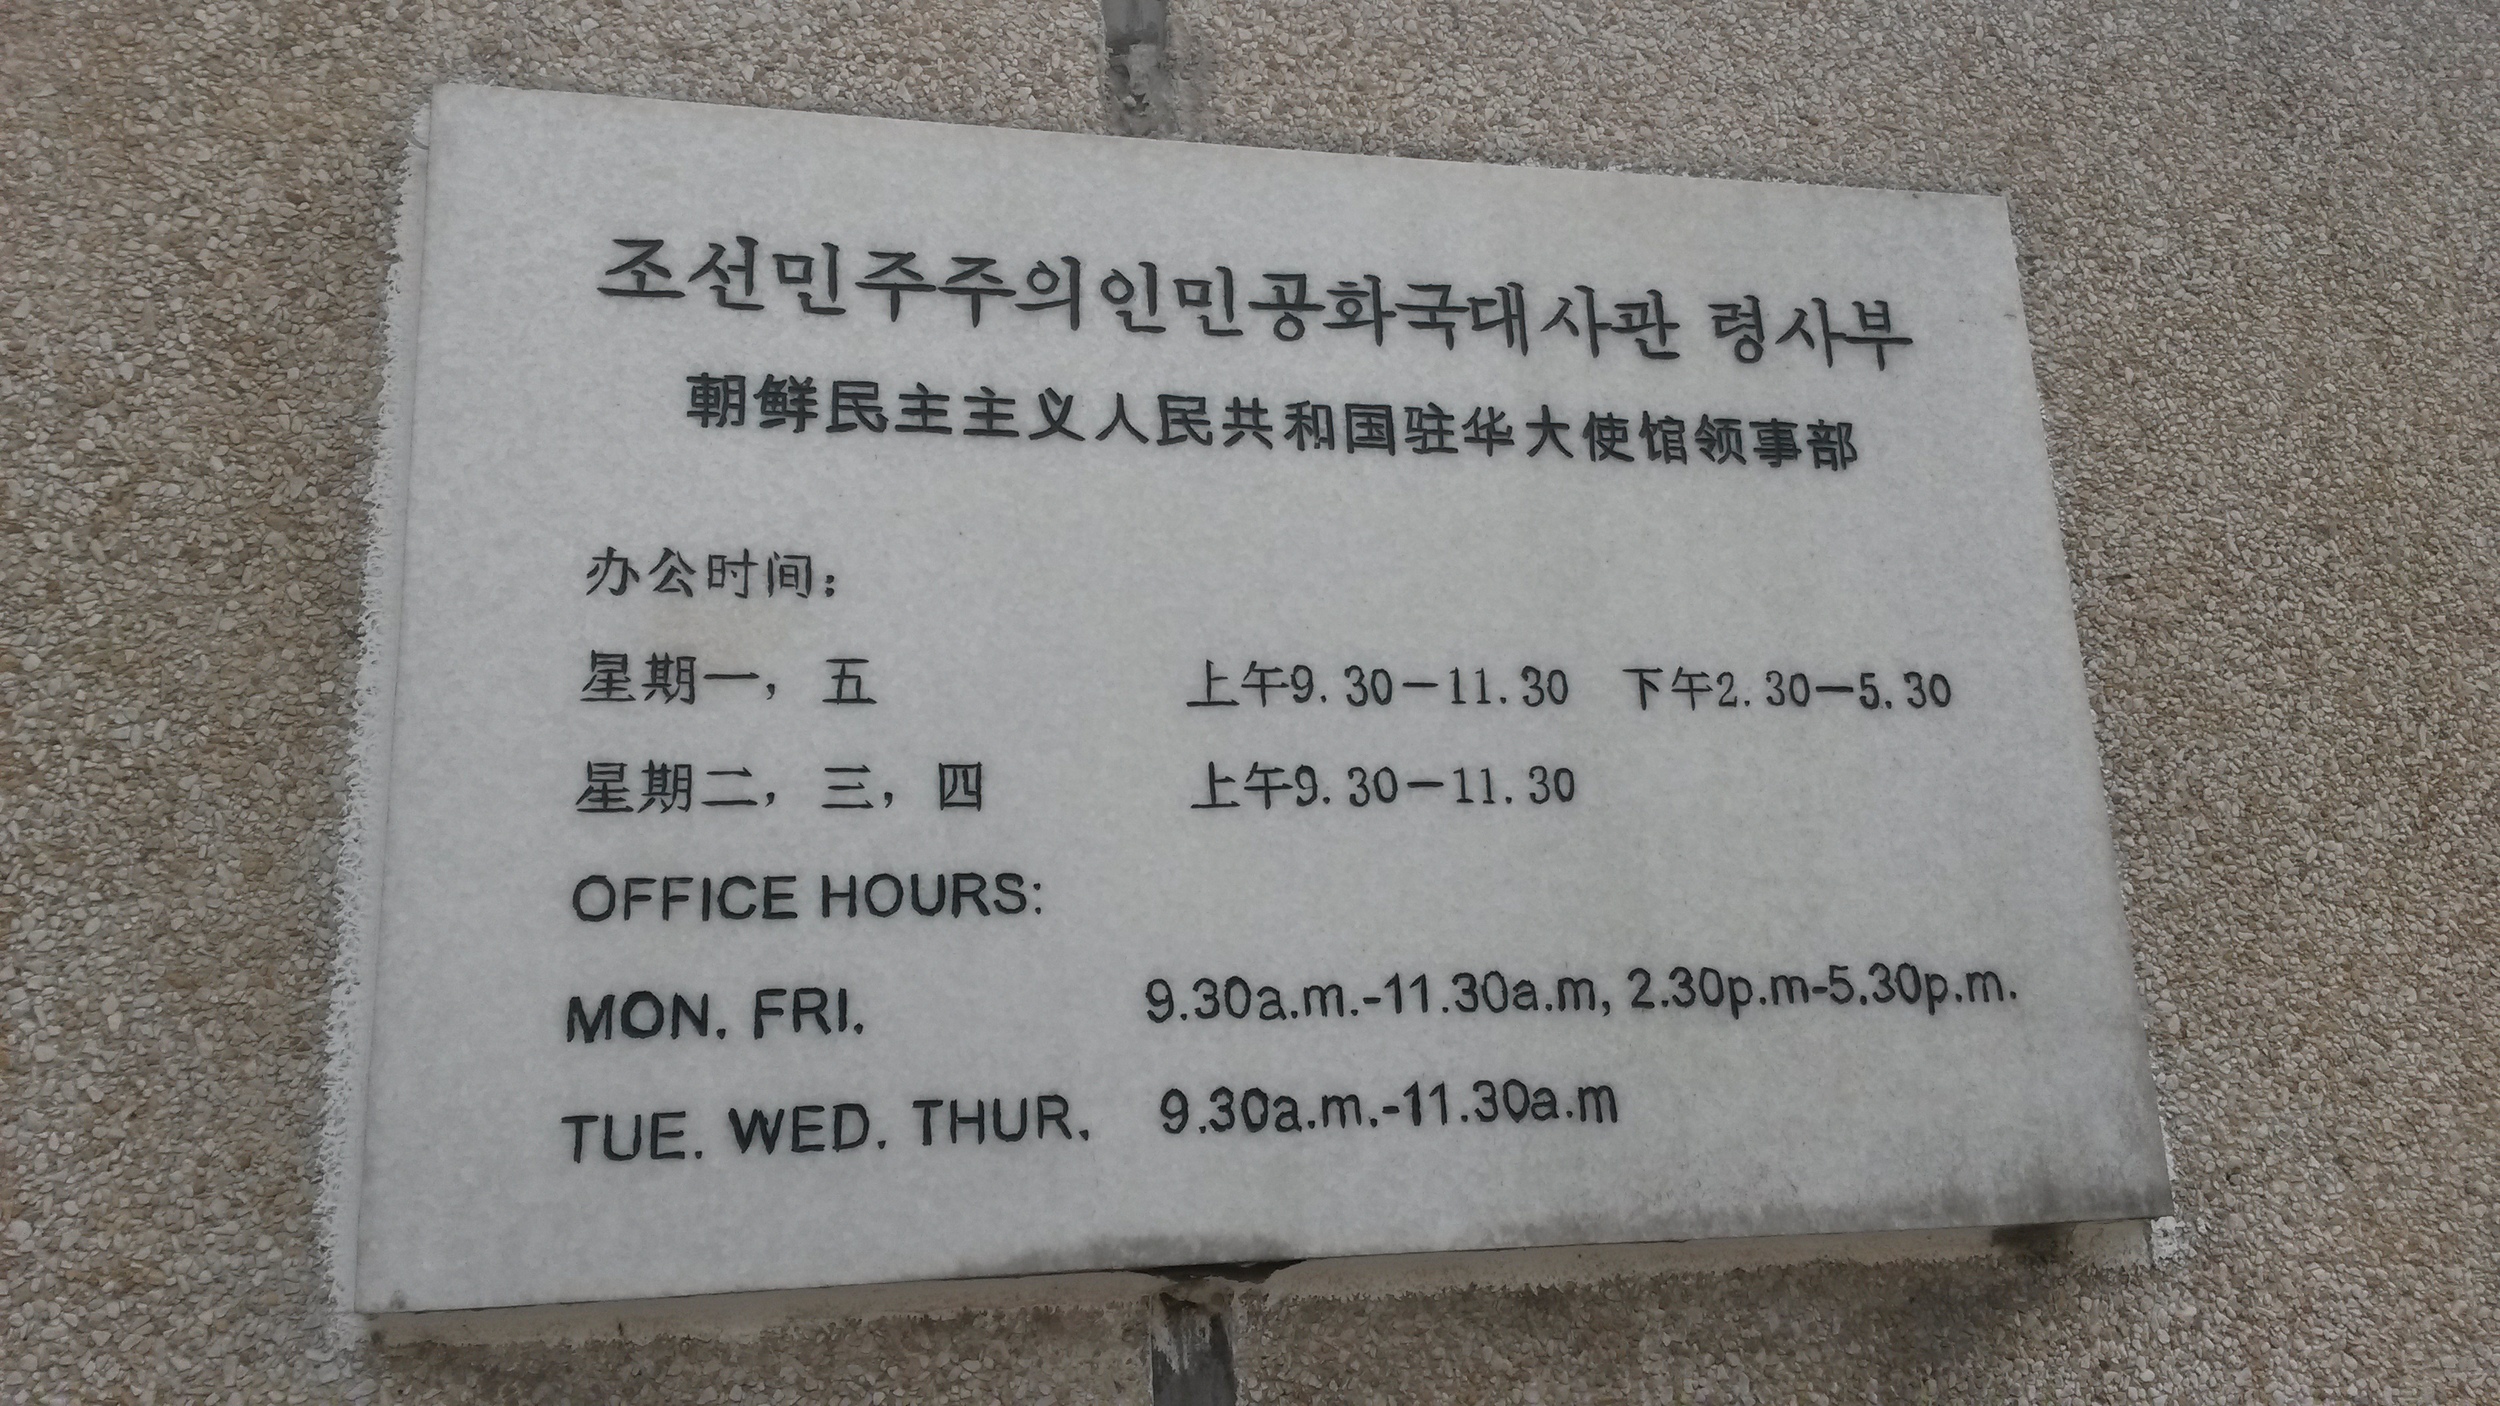 조선민주주의인민공화국대사관 령사부
朝鲜民主主义人民共和国驻华大使馆领事部
办公时间:
星期一, 五 上午9.30-11.30 下午2.30-5.30
星期二, 三, 四 上午9.30-11.30
OFFICE HOURS:
MON. FRI. 9.30a.m.-11.30a.m, 2.30p.m-5.30p.m.
TUE. WED. THUR. 9.30a.m.-11.30a.m